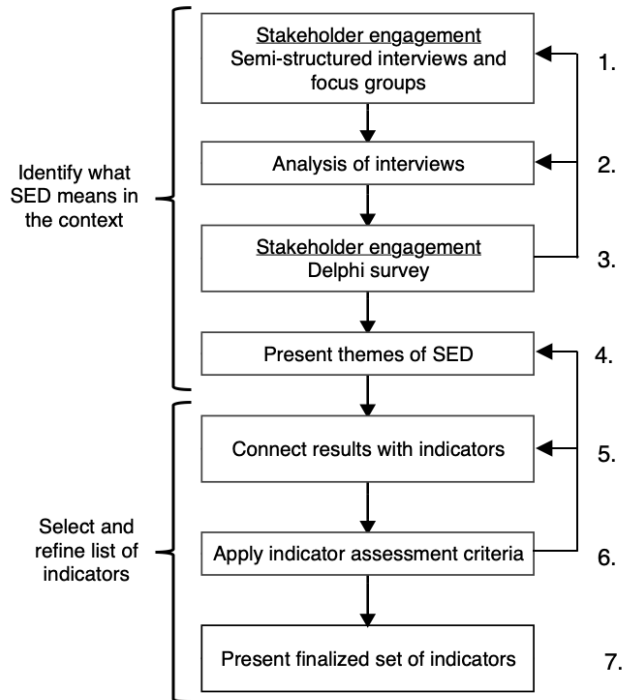 Stakeholder engagement
Semi-structured interviews and
focus groups
1.
Analysis of interviews
2.
Identify what
SED means in
the context
Stakeholder engagement
Delphi survey
3.
Present themes of SED
4.
Connect results with indicators
5.
Select and
refine list of
indicators
Apply indicator assessment criteria
6.
Present finalized set of indicators
7.